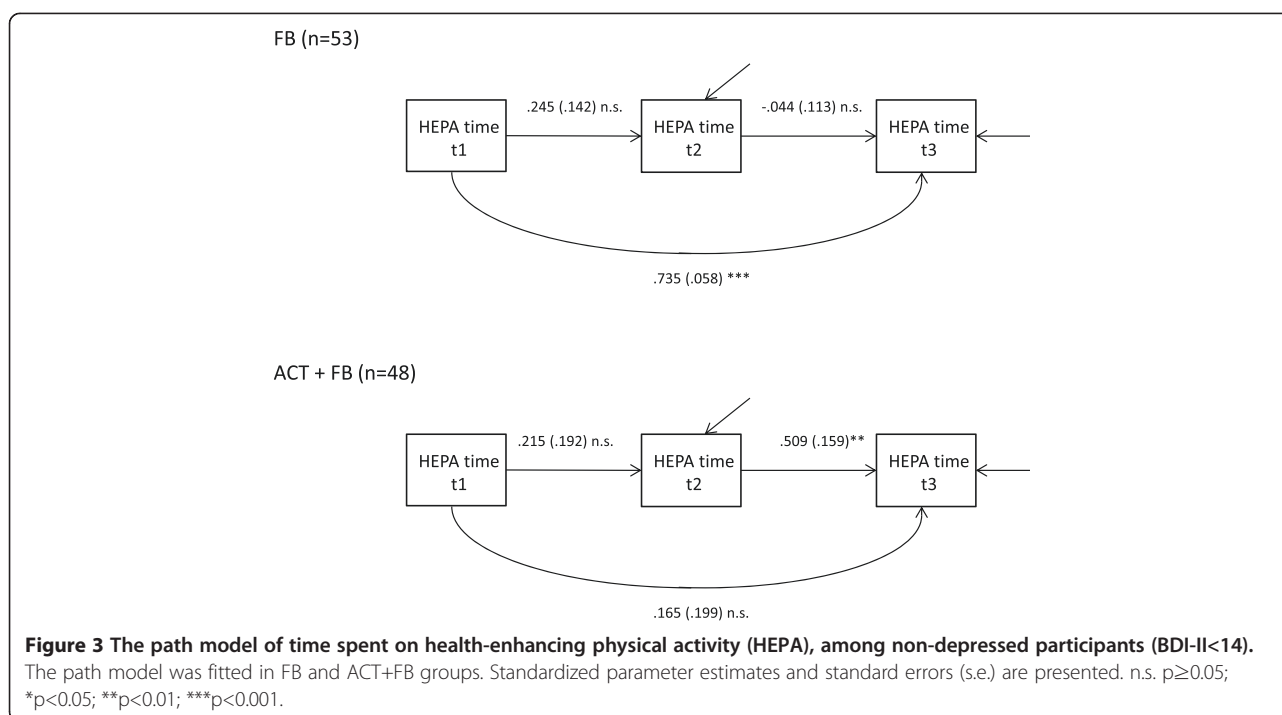 FB (n=53)
.245 (.142) n.s.
-.044 (.113) n.s.
HEPA time
t1
HEPA time
t2
HEPA time
t3
.735 (.058) ***
ACT + FB (n=48)
.215 (.192) n.s.
.509 (.159)**
HEPA time
t1
HEPA time
t2
HEPA time
t3
.165 (.199) n.s.
Figure 3 The path model of time spent on health-enhancing physical activity (HEPA), among non-depressed participants (BDI-II<14).
The path model was fitted in FB and ACT+FB groups. Standardized parameter estimates and standard errors (s.e.) are presented. n.s. p≥0.05;
*p<0.05; **p<0.01; ***p<0.001.